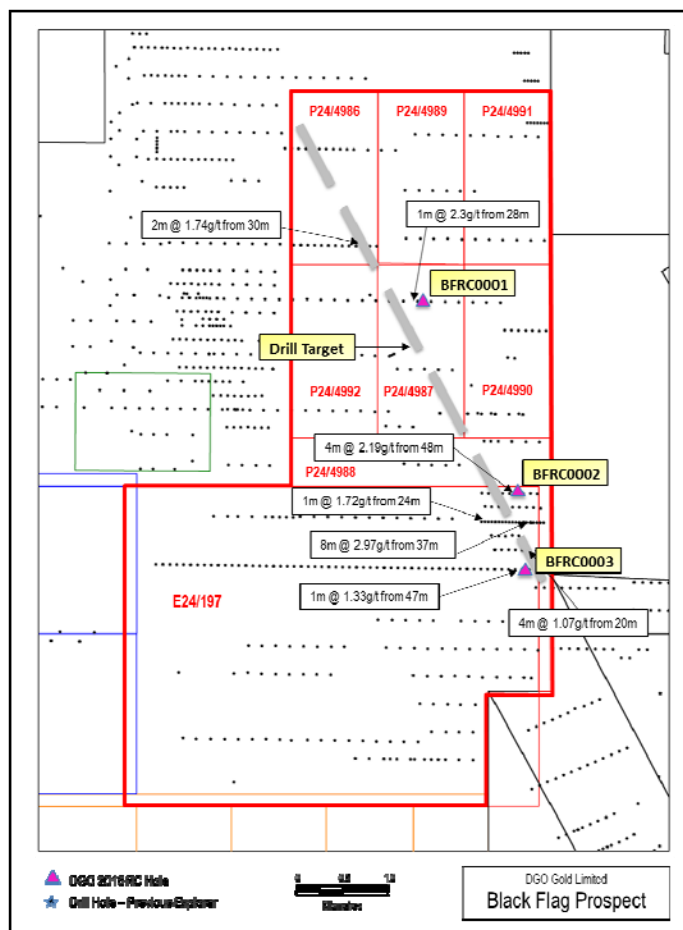 P24/4986
P24/4989
P24/4991
2m @ 1.74g/t from 30m
1m @ 2.3g/t from 28m
BFRC0001
Drill Target
P24/4992
P24/4987
P24/4990
4m @ 2.19g/t from 48m
P24/4988
BFRC0002
1m @ 1.72g/t from 24m
8m @ 2.97g/t from 37m
BFRC0003
1m @ 1.33g/t from 47m
E24/197
4m @ 1.07g/t from 20m
RC Hole
Drill Hole – Previous Explorer
DGO Gold Limited
Black Flag Prospect